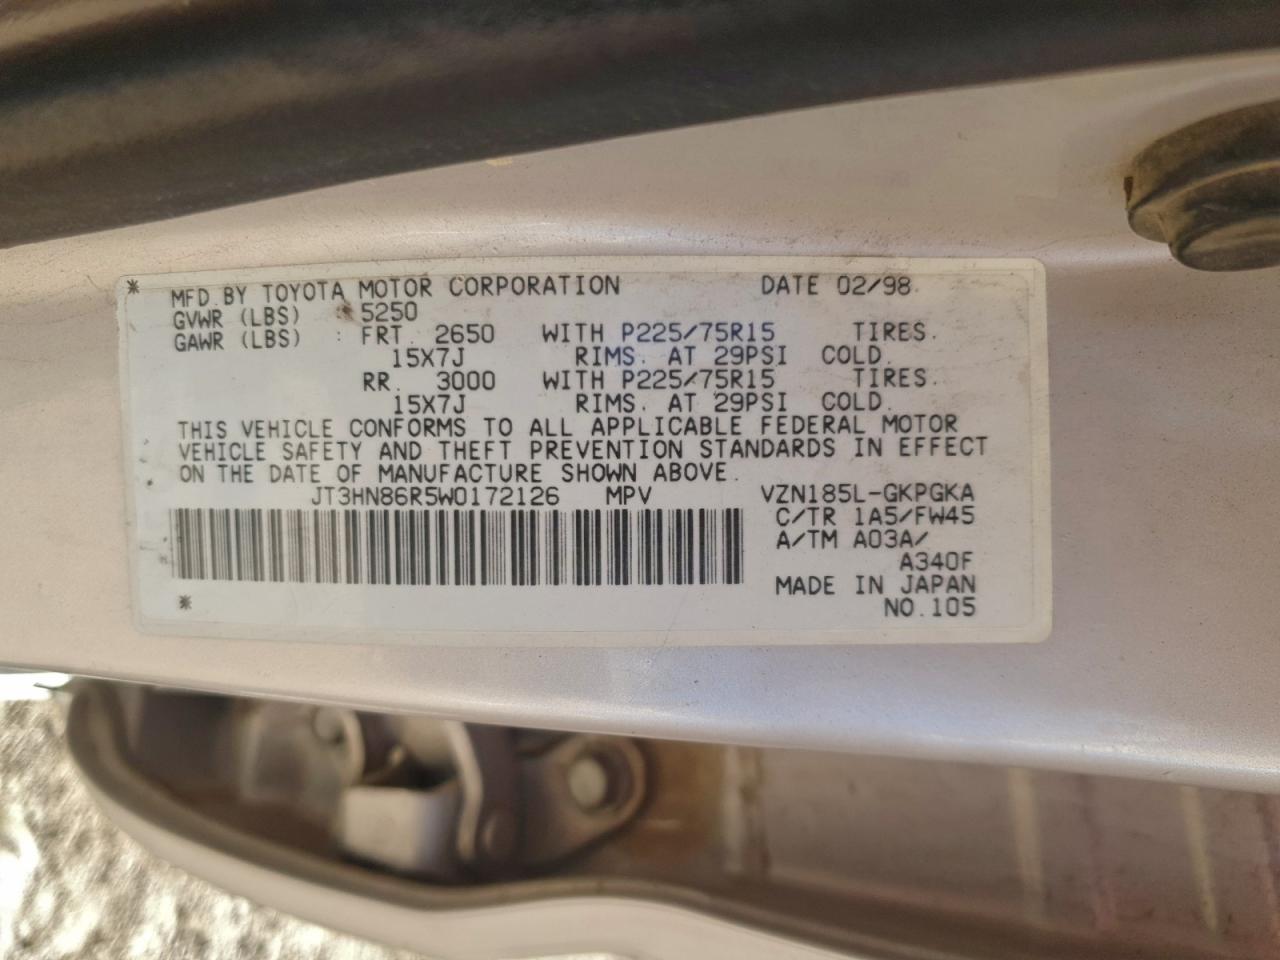 * MFD.BY TOYOTA MOTOR CORPORATION DATE 02/98
GVWR (LBS) : 5250
GAWR (LBS) : FRT. 2650 WITH P225/75R15 TIRES.
15X7J RIMS. AT 29PSI COLD.
RR. 3000 WITH P225/75R15 TIRES.
15X7J RIMS. AT 29PSI COLD.
THIS VEHICLE CONFORMS TO ALL APPLICABLE FEDERAL MOTOR
VEHICLE SAFETY AND THEFT PREVENTION STANDARDS IN EFFECT
ON THE DATE OF MANUFACTURE SHOWN ABOVE.
JT3HN86R5W0172126 MPV VZN185L-GKPGKA
C/TR 1A5/FW45
A/TM A03A/
A340F
MADE IN JAPAN
* NO.105